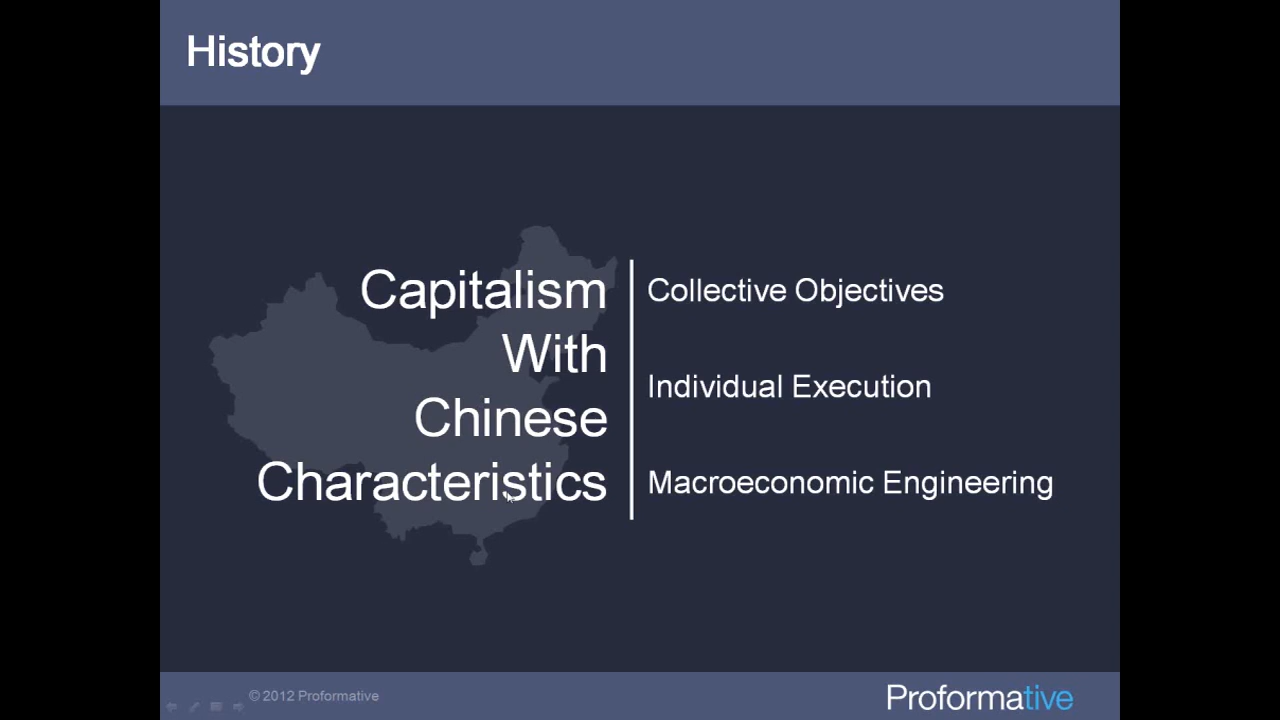 History
Capitalism
With
Chinese
Characteristics
Collective Objectives
Individual Execution
Macroeconomic Engineering
© 2012 Proformative
Proformative